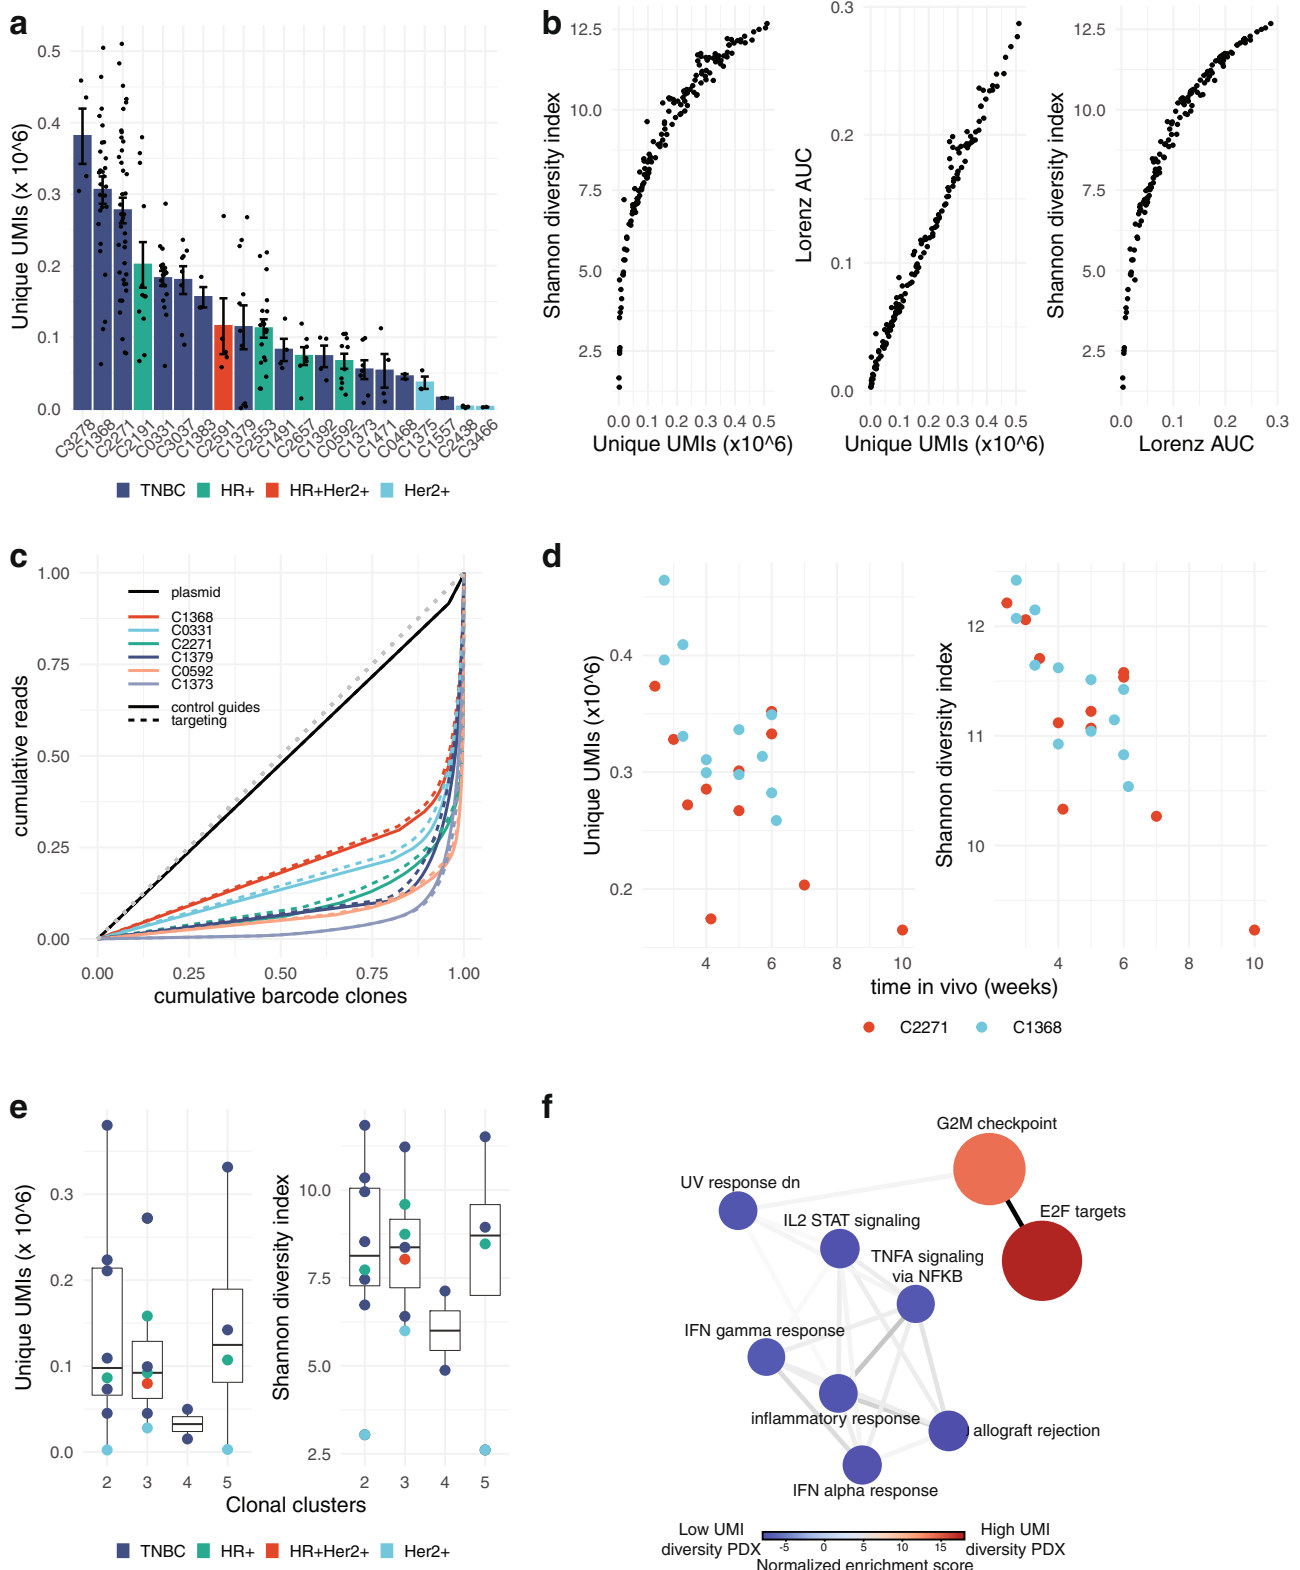 a
Unique UMIs (x 10^6)
0.5
0.4
0.3
0.2
0.1
0.0
C3278
C1368
C2271
C2191
C0331
C3037
C1383
C2591
C1379
C2553
C1491
C2657
C1392
C0592
C1373
C1471
C0468
C1375
C1557
C2438
C3466
TNBC HR+ HR+Her2+ Her2+
b
Shannon diversity index
12.5
10.0
7.5
5.0
2.5
0.0 0.1 0.2 0.3 0.4 0.5
Unique UMIs (x10^6)
Lorenz AUC
0.3
0.2
0.1
0.0
0.0 0.1 0.2 0.3 0.4 0.5
Unique UMIs (x10^6)
Shannon diversity index
12.5
10.0
7.5
5.0
2.5
0.0 0.1 0.2 0.3
Lorenz AUC
c
cumulative reads
1.00
0.75
0.50
0.25
0.00
plasmid
C1368
C0331
C2271
C1379
C0592
C1373
control guides
targeting
0.00 0.25 0.50 0.75 1.00
cumulative barcode clones
d
Unique UMIs (x10^6)
0.4
0.3
0.2
4 6 8 10
Shannon diversity index
12
11
10
4 6 8 10
time in vivo (weeks)
C2271 C1368
e
Unique UMIs (x 10^6)
0.3
0.2
0.1
0.0
2 3 4 5
Shannon diversity index
10.0
7.5
5.0
2.5
2 3 4 5
Clonal clusters
TNBC HR+ HR+Her2+ Her2+
f
G2M checkpoint
UV response dn
E2F targets
IL2 STAT signaling
TNFA signaling
via NFKB
IFN gamma response
inflammatory response
allograft rejection
IFN alpha response
Low UMI
diversity PDX
High UMI
diversity PDX
-5 0 5 10 15
Normalized enrichment score